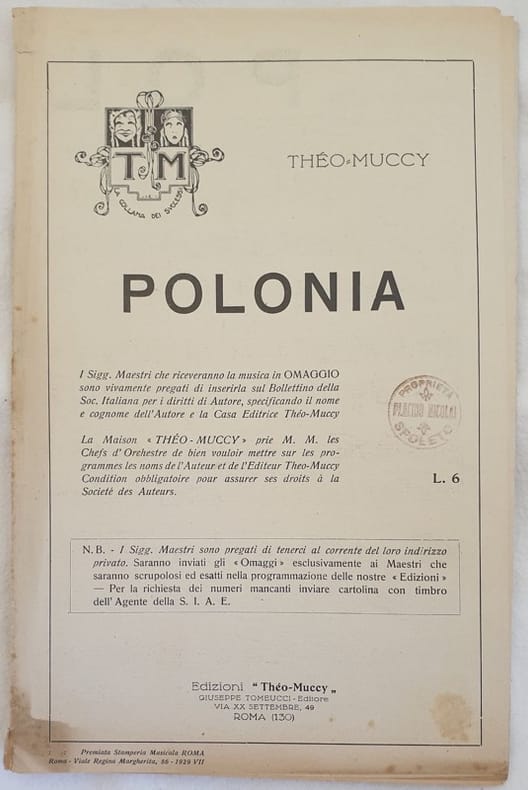 T M
LA COLLANA DEI SUCCESSI
THÉO-MUCCY
POLONIA
I Sigg. Maestri che riceveranno la musica in OMAGGIO
sono vivamente pregati di inserirla sul Bollettino della
Soc. Italiana per i diritti di Autore, specificando il nome
e cognome dell'Autore e la Casa Editrice Théo-Muccy
La Maison « THÉO - MUCCY » prie M. M. les
Chefs d' Orchestre de bien vouloir mettre sur les pro-
grammes les noms de l'Auteur et de l'Editeur Theo-Muccy
Condition obbligatoire pour assurer ses droits à la
Societé des Auteurs.
PROPRIETÀ
PLACIDO NICOLAI
SPOLETO
L. 6
N. B. - I Sigg. Maestri sono pregati di tenerci al corrente del loro indirizzo
privato. Saranno inviati gli « Omaggi » esclusivamente ai Maestri che
saranno scrupolosi ed esatti nella programmazione delle nostre « Edizioni »
— Per la richiesta dei numeri mancanti inviare cartolina con timbro
dell' Agente della S. I. A. E.
Edizioni “ Théo-Muccy „
GIUSEPPE TOMEUCCI - Editore
VIA XX SETTEMBRE, 49
ROMA (130)
Premiata Stamperia Musicale ROMA
Roma - Viale Regina Margherita, 86 - 1929 VII